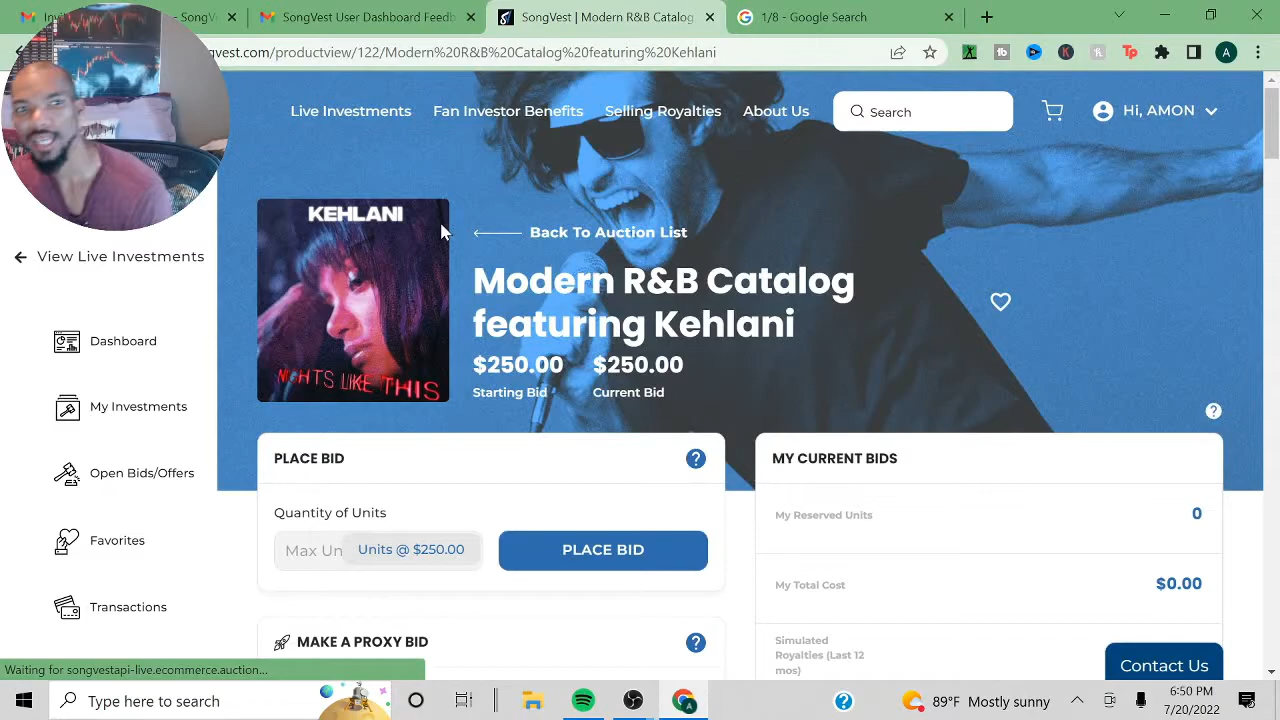 SongVest | Modern R&B Catalog
1/8 - Google Search
vest.com/productview/122/Modern%20R&B%20Catalog%20featuring%20Kehlani
Live Investments
Fan Investor Benefits
Selling Royalties
About Us
Search
Hi, AMON
View Live Investments
Dashboard
My Investments
Open Bids/Offers
Favorites
Transactions
KEHLANI
NIGHTS LIKE THIS
Back To Auction List
Modern R&B Catalog
featuring Kehlani
$250.00 $250.00
Starting Bid Current Bid
PLACE BID
Quantity of Units
Max Un Units @ $250.00
PLACE BID
MAKE A PROXY BID
MY CURRENT BIDS
My Reserved Units 0
My Total Cost $0.00
Simulated
Royalties (Last 12
mos)
Contact Us
Waiting for songvestapi-live.ecommerce.auction...
Type here to search
89°F Mostly sunny
6:50 PM
7/20/2022